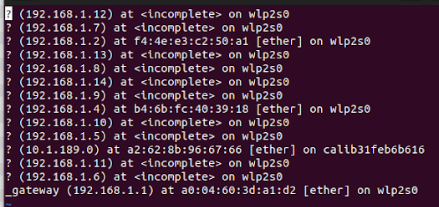 ? (192.168.1.12) at <incomplete> on wlp2s0
? (192.168.1.7) at <incomplete> on wlp2s0
? (192.168.1.2) at f4:4e:e3:c2:50:a1 [ether] on wlp2s0
? (192.168.1.13) at <incomplete> on wlp2s0
? (192.168.1.8) at <incomplete> on wlp2s0
? (192.168.1.14) at <incomplete> on wlp2s0
? (192.168.1.9) at <incomplete> on wlp2s0
? (192.168.1.4) at b4:6b:fc:40:39:18 [ether] on wlp2s0
? (192.168.1.10) at <incomplete> on wlp2s0
? (192.168.1.5) at <incomplete> on wlp2s0
? (10.1.189.0) at a2:62:8b:96:67:66 [ether] on calib31feb6b616
? (192.168.1.11) at <incomplete> on wlp2s0
? (192.168.1.6) at <incomplete> on wlp2s0
_gateway (192.168.1.1) at a0:04:60:3d:a1:d2 [ether] on wlp2s0
~